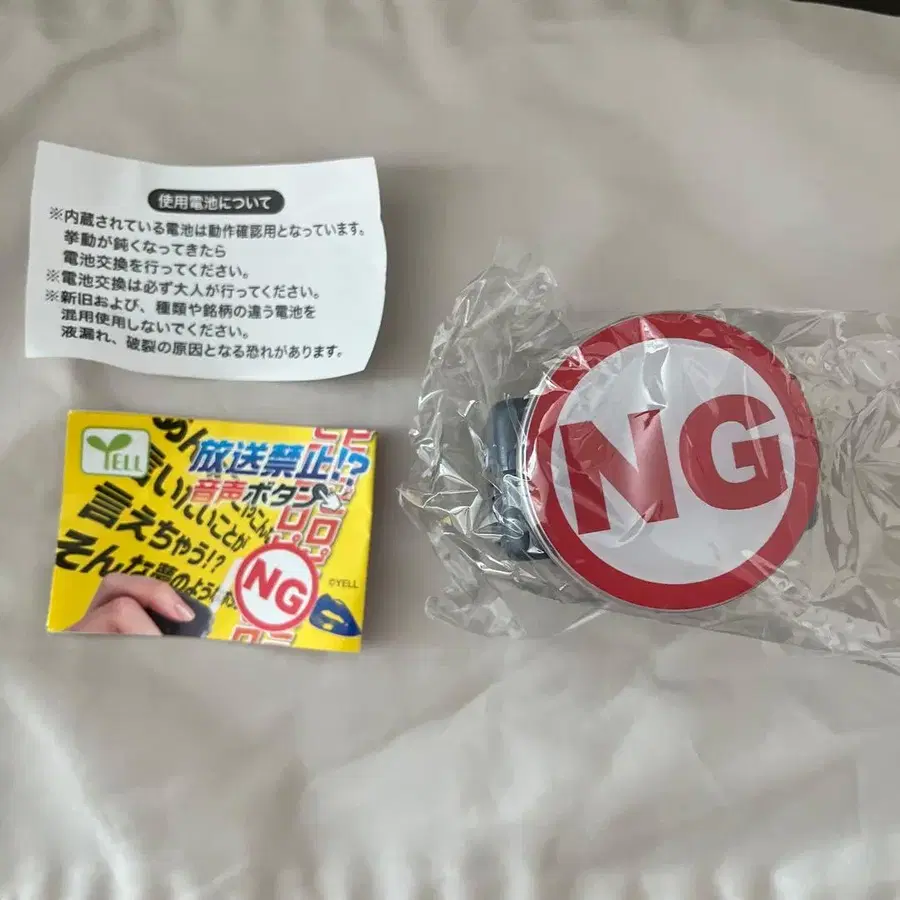 使用電池について
※内蔵されている電池は動作確認用となっています。
挙動が鈍くなってきたら
電池交換を行ってください。
※電池交換は必ず大人が行ってください。
※新旧および、種類や銘柄の違う電池を
混用使用しないでください。
液漏れ、破裂の原因となる恐れがあります。
YELL
放送禁止!?
音声ボタン
言いたいことが
言えちゃう!?
そんな夢のような
NG
©YELL
NG